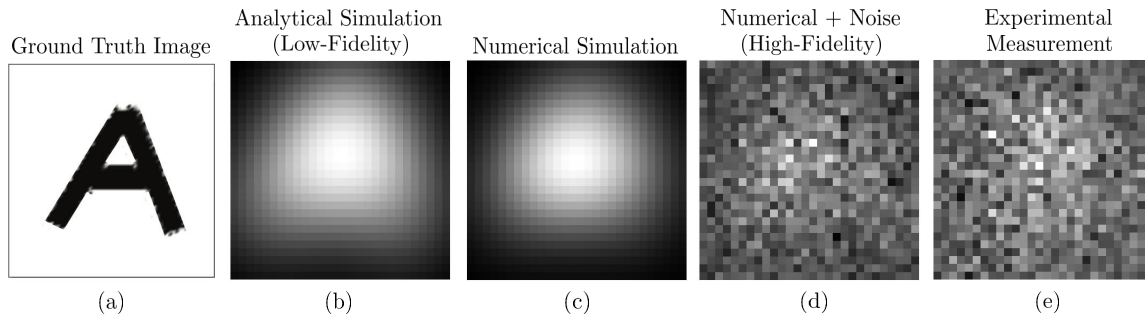 Ground Truth Image
Analytical Simulation
(Low-Fidelity)
Numerical Simulation
Numerical + Noise
(High-Fidelity)
Experimental
Measurement
A
(a)
(b)
(c)
(d)
(e)